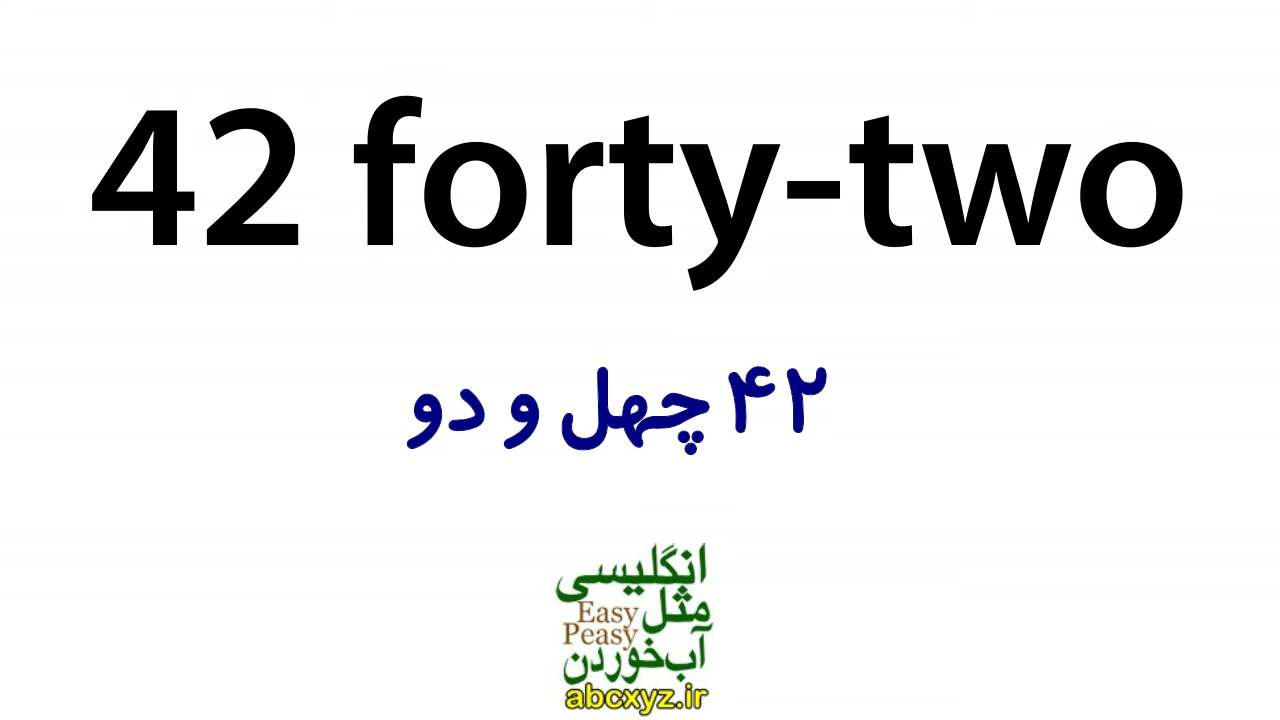 42 forty-two
۴۲ چهل و دو
انگلیسی
مثل
Easy
Peasy
آب‌خوردن
abcxyz.ir